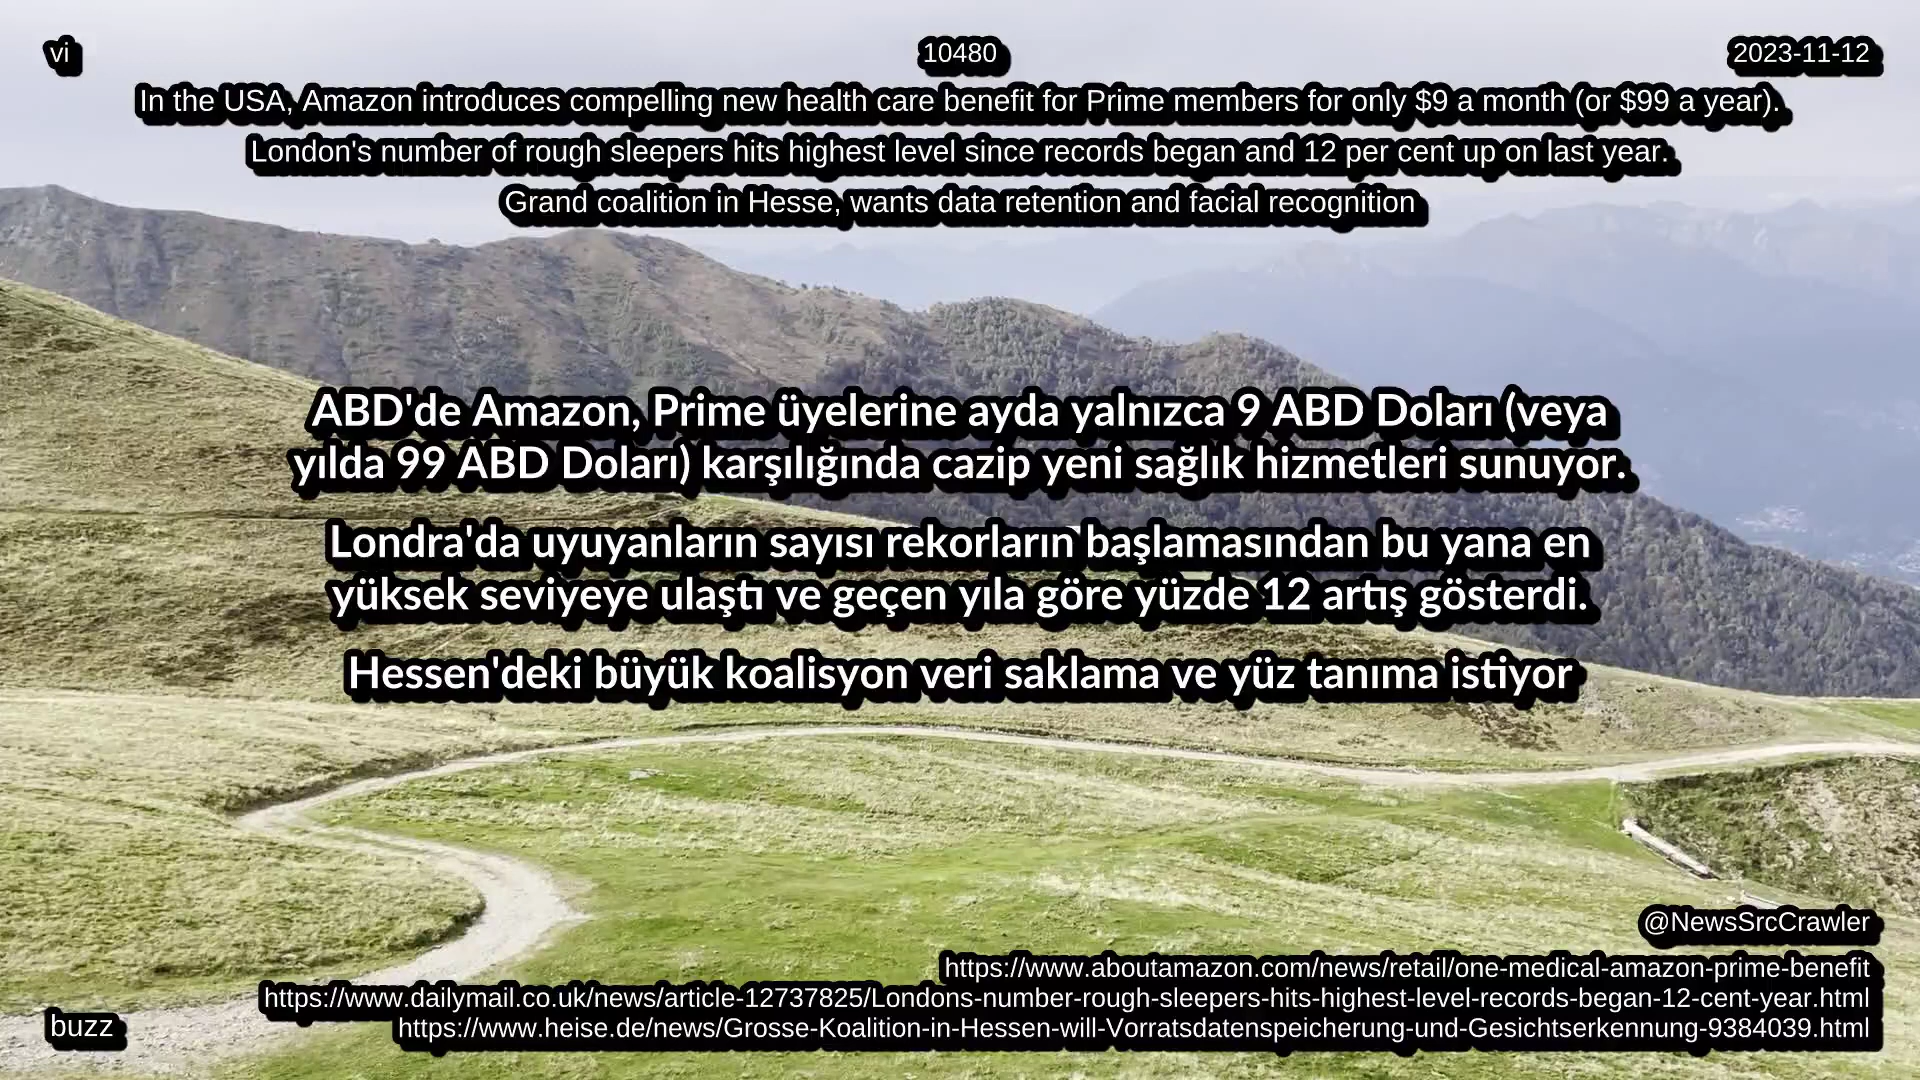 vi
10480
2023-11-12
In the USA, Amazon introduces compelling new health care benefit for Prime members for only $9 a month (or $99 a year).
London's number of rough sleepers hits highest level since records began and 12 per cent up on last year.
Grand coalition in Hesse, wants data retention and facial recognition
ABD'de Amazon, Prime üyelerine ayda yalnızca 9 ABD Doları (veya
yılda 99 ABD Doları) karşılığında cazip yeni sağlık hizmetleri sunuyor.
Londra'da uyuyanların sayısı rekorların başlamasından bu yana en
yüksek seviyeye ulaştı ve geçen yıla göre yüzde 12 artış gösterdi.
Hessen'deki büyük koalisyon veri saklama ve yüz tanıma istiyor
@NewsSrcCrawler
https://www.aboutamazon.com/news/retail/one-medical-amazon-prime-benefit
https://www.dailymail.co.uk/news/article-12737825/Londons-number-rough-sleepers-hits-highest-level-records-began-12-cent-year.html
https://www.heise.de/news/Grosse-Koalition-in-Hessen-will-Vorratsdatenspeicherung-und-Gesichtserkennung-9384039.html
buzz